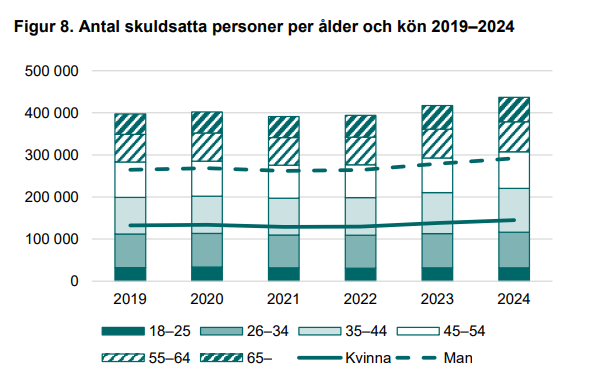 Figur 8. Antal skuldsatta personer per ålder och kön 2019–2024
500 000
400 000
300 000
200 000
100 000
0
2019 2020 2021 2022 2023 2024
18–25 26–34 35–44 45–54
55–64 65– Kvinna Man